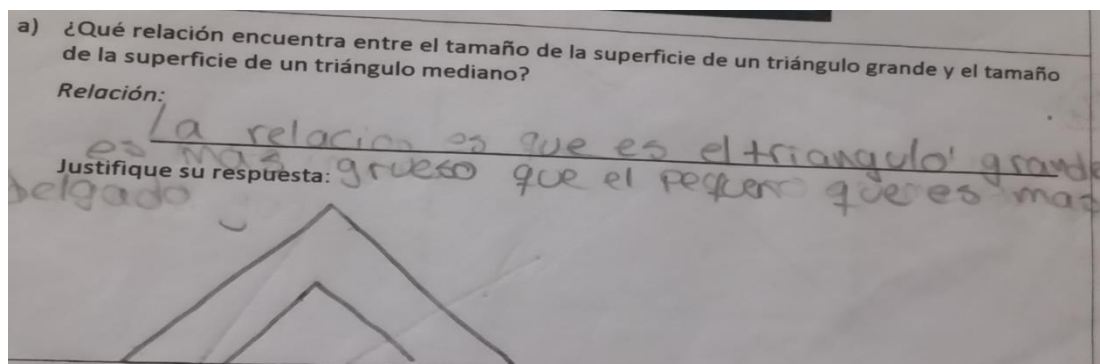 a) ¿Qué relación encuentra entre el tamaño de la superficie de un triángulo grande y el tamaño
de la superficie de un triángulo mediano?
Relación:
La relacion es que es el triangulo grande
es mas grueso que el pequeno que es mas
Justifique su respuesta:
delgado